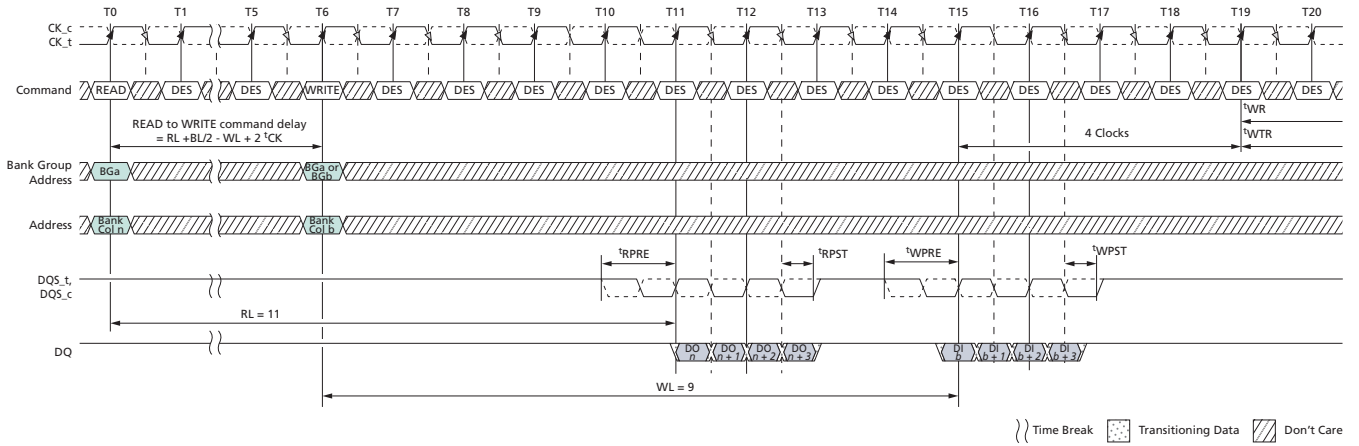 T0 T1 T5 T6 T7 T8 T9 T10 T11 T12 T13 T14 T15 T16 T17 T18 T19 T20
CK_c
CK_t
Command READ DES DES WRITE DES DES DES DES DES DES DES DES DES DES DES DES DES DES
tWR
READ to WRITE command delay
= RL +BL/2 - WL + 2 tCK
4 Clocks
tWTR
Bank Group
Address
BGa
BGa or
BGb
Address
Bank
Col n
Bank
Col b
tRPRE tRPST tWPRE tWPST
DQS_t,
DQS_c
RL = 11
DQ
DO
n
DO
n + 1
DO
n + 2
DO
n + 3
DI
b
DI
b + 1
DI
b + 2
DI
b + 3
WL = 9
Time Break Transitioning Data Don't Care